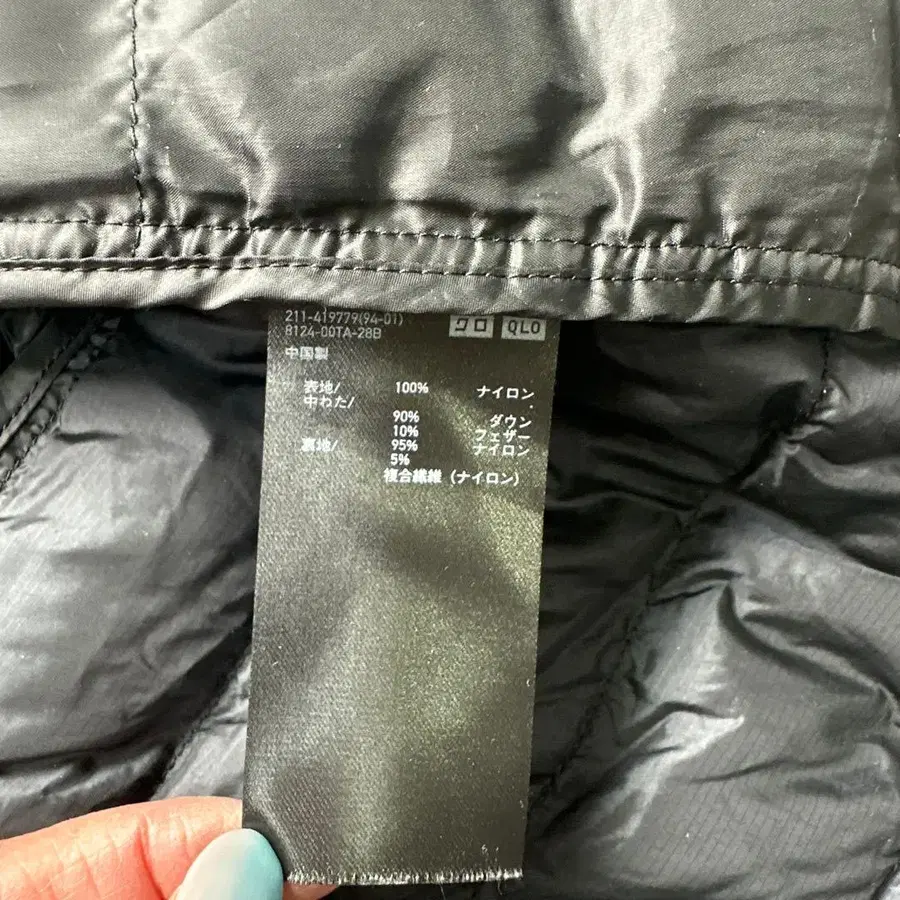 211-419779(94-01)
8124-00TA-28B
クロ QLO
中国製
表地/ 100% ナイロン
中わた/
90% ダウン
10% フェザー
裏地/ 95% ナイロン
5%
複合繊維 (ナイロン)